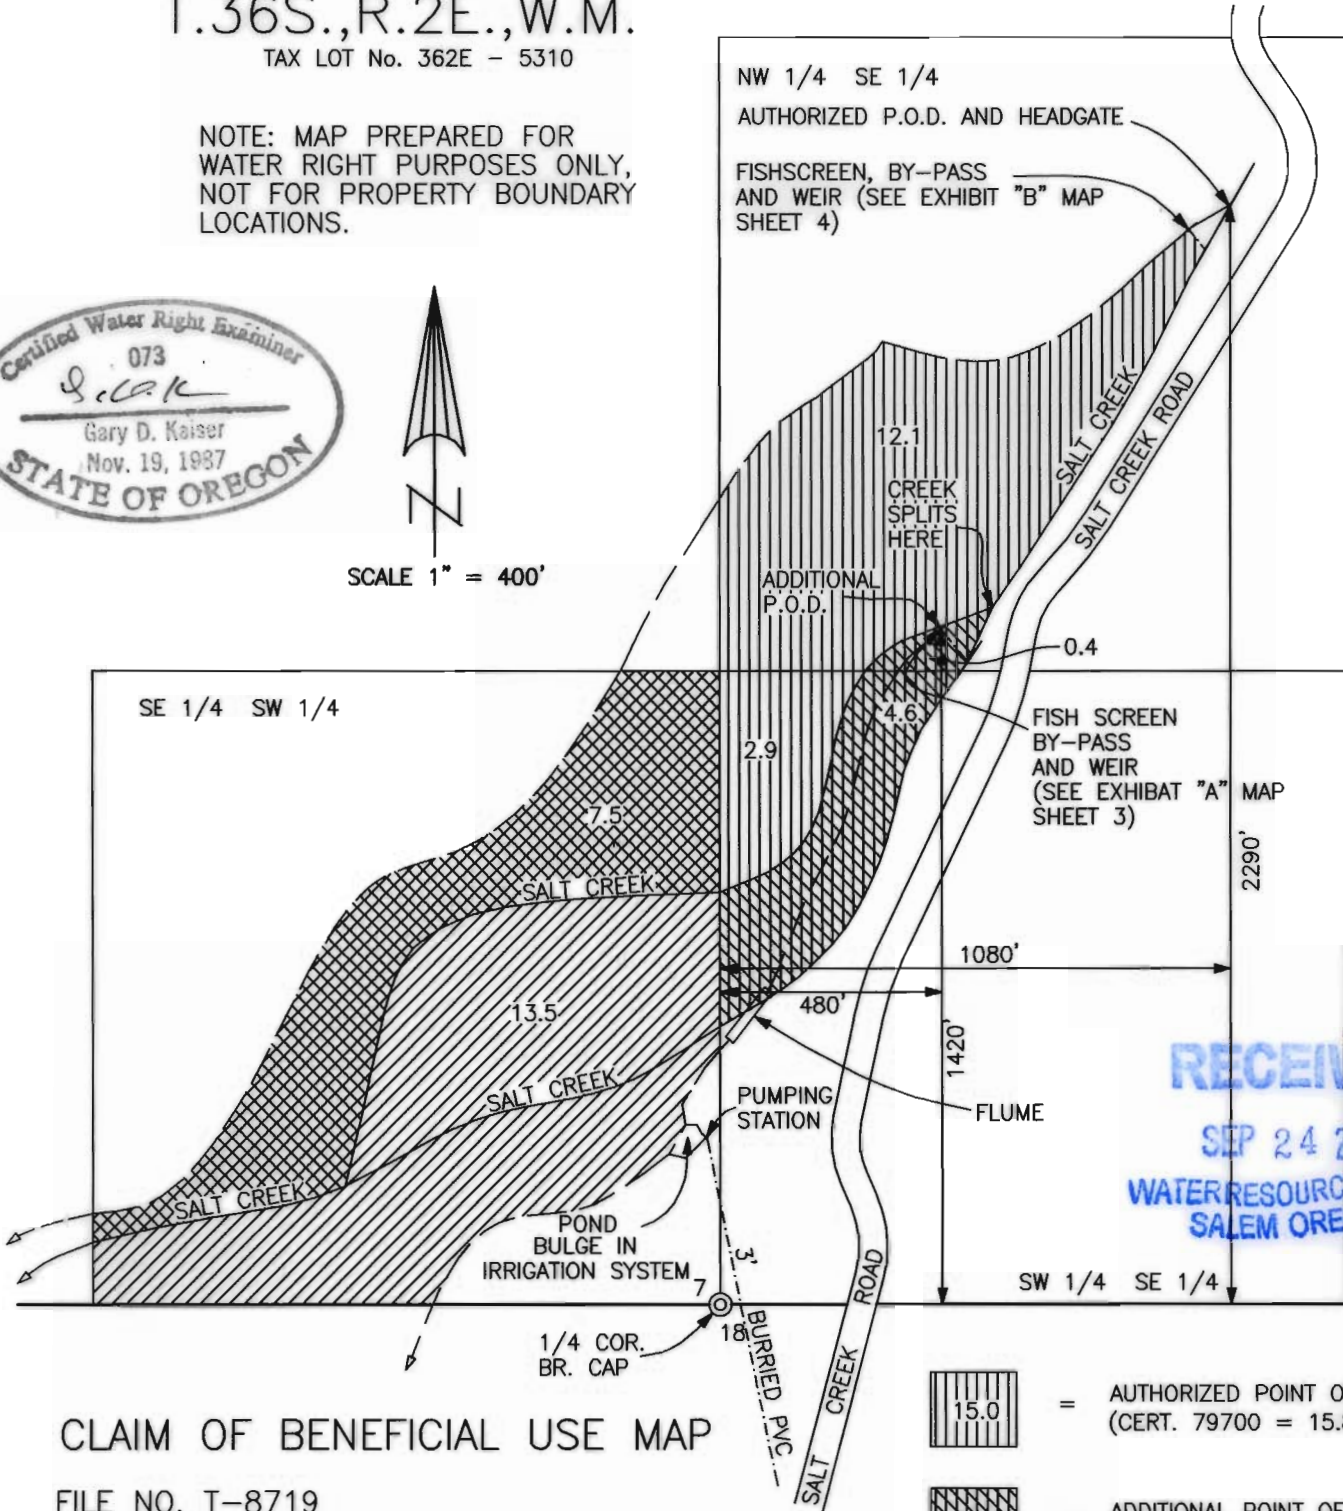 T.36S.,R.2E.,W.M.
TAX LOT No. 362E - 5310
NOTE: MAP PREPARED FOR
WATER RIGHT PURPOSES ONLY,
NOT FOR PROPERTY BOUNDARY
LOCATIONS.
Certified Water Right Examiner
073
Gary D. Kaiser
Nov. 19, 1987
STATE OF OREGON
N
SCALE 1" = 400'
NW 1/4 SE 1/4
AUTHORIZED P.O.D. AND HEADGATE
FISHSCREEN, BY-PASS
AND WEIR (SEE EXHIBIT "B" MAP
SHEET 4)
12.1
SALT CREEK
SALT CREEK ROAD
CREEK
SPLITS
HERE
ADDITIONAL
P.O.D.
0.4
SE 1/4 SW 1/4
4.6
2.9
FISH SCREEN
BY-PASS
AND WEIR
(SEE EXHIBAT "A" MAP
SHEET 3)
7.5
2290'
SALT CREEK
1080'
480'
13.5
1420'
SALT CREEK
PUMPING
STATION
FLUME
RECEIV
SEP 24 2
WATER RESOURC
SALEM ORE
SALT CREEK
POND
BULGE IN
IRRIGATION SYSTEM
3'
7
18
SW 1/4 SE 1/4
1/4 COR.
BR. CAP
BURRIED PVC
SALT CREEK ROAD
15.0 = AUTHORIZED POINT O
(CERT. 79700 = 15.
CLAIM OF BENEFICIAL USE MAP
FILE NO. T-8719
ADDITIONAL POINT OF